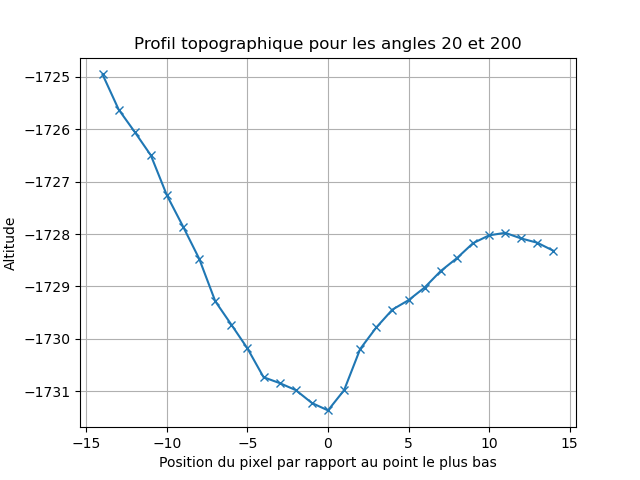 Profil topographique pour les angles 20 et 200
−1725
−1726
−1727
−1728
−1729
−1730
−1731
Altitude
−15 −10 −5 0 5 10 15
Position du pixel par rapport au point le plus bas